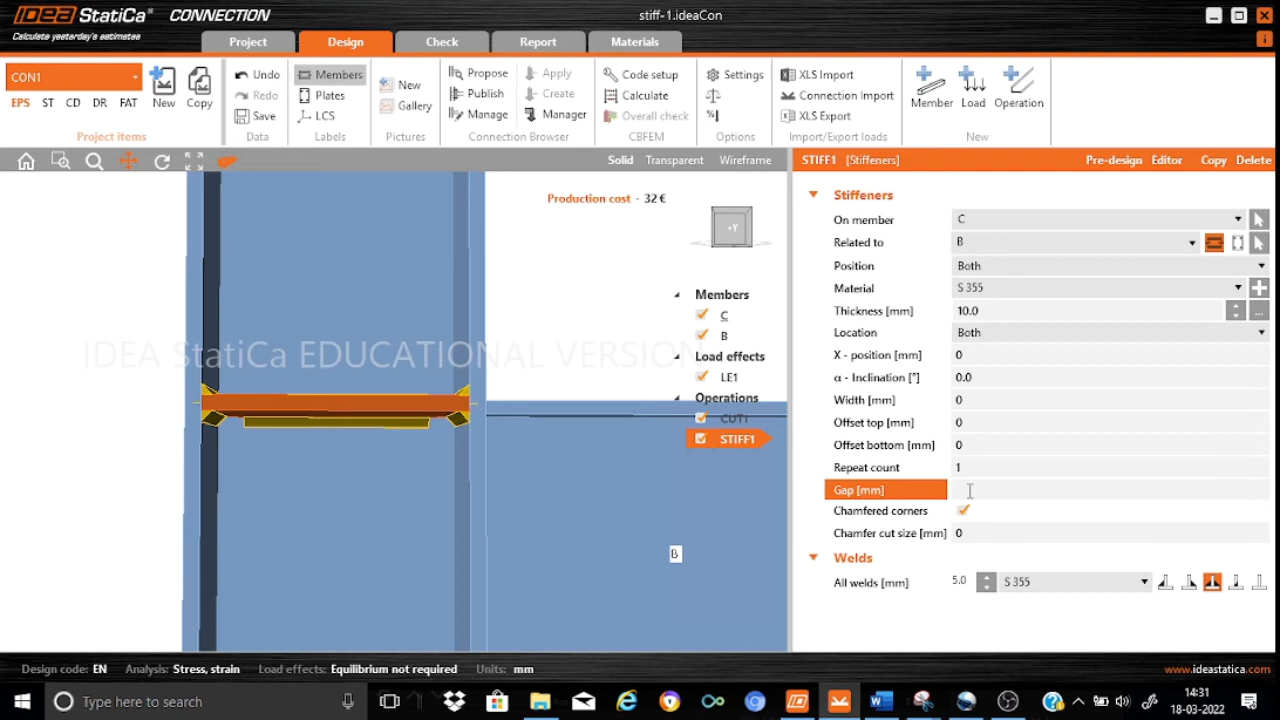 IDEA StatiCa® CONNECTION
Calculate yesterday's estimates
stiff-1.ideaCon
Project Design Check Report Materials
CON1
EPS ST CD DR FAT
New Copy
Project items
Undo
Redo
Save
Data
Members
Plates
LCS
Labels
New
Gallery
Pictures
Propose Apply
Publish Create
Manage Manager
Connection Browser
Code setup
Calculate
Overall check
CBFEM
Settings
Options
XLS Import
Connection Import
XLS Export
Import/Export loads
Member Load Operation
New
Solid Transparent Wireframe
Production cost - 32 €
+Y
Members
C
B
Load effects
LE1
Operations
CUT1
STIFF1
IDEA StatiCa EDUCATIONAL VERSION
B
STIFF1 [Stiffeners] Pre-design Editor Copy Delete
Stiffeners
On member C
Related to B
Position Both
Material S 355
Thickness [mm] 10.0
Location Both
X - position [mm] 0
α - Inclination [°] 0.0
Width [mm] 0
Offset top [mm] 0
Offset bottom [mm] 0
Repeat count 1
Gap [mm]
Chamfered corners
Chamfer cut size [mm] 0
Welds
All welds [mm] 5.0 S 355
Design code: EN Analysis: Stress, strain Load effects: Equilibrium not required Units: mm
www.ideastatica.com
Type here to search
14:31
18-03-2022